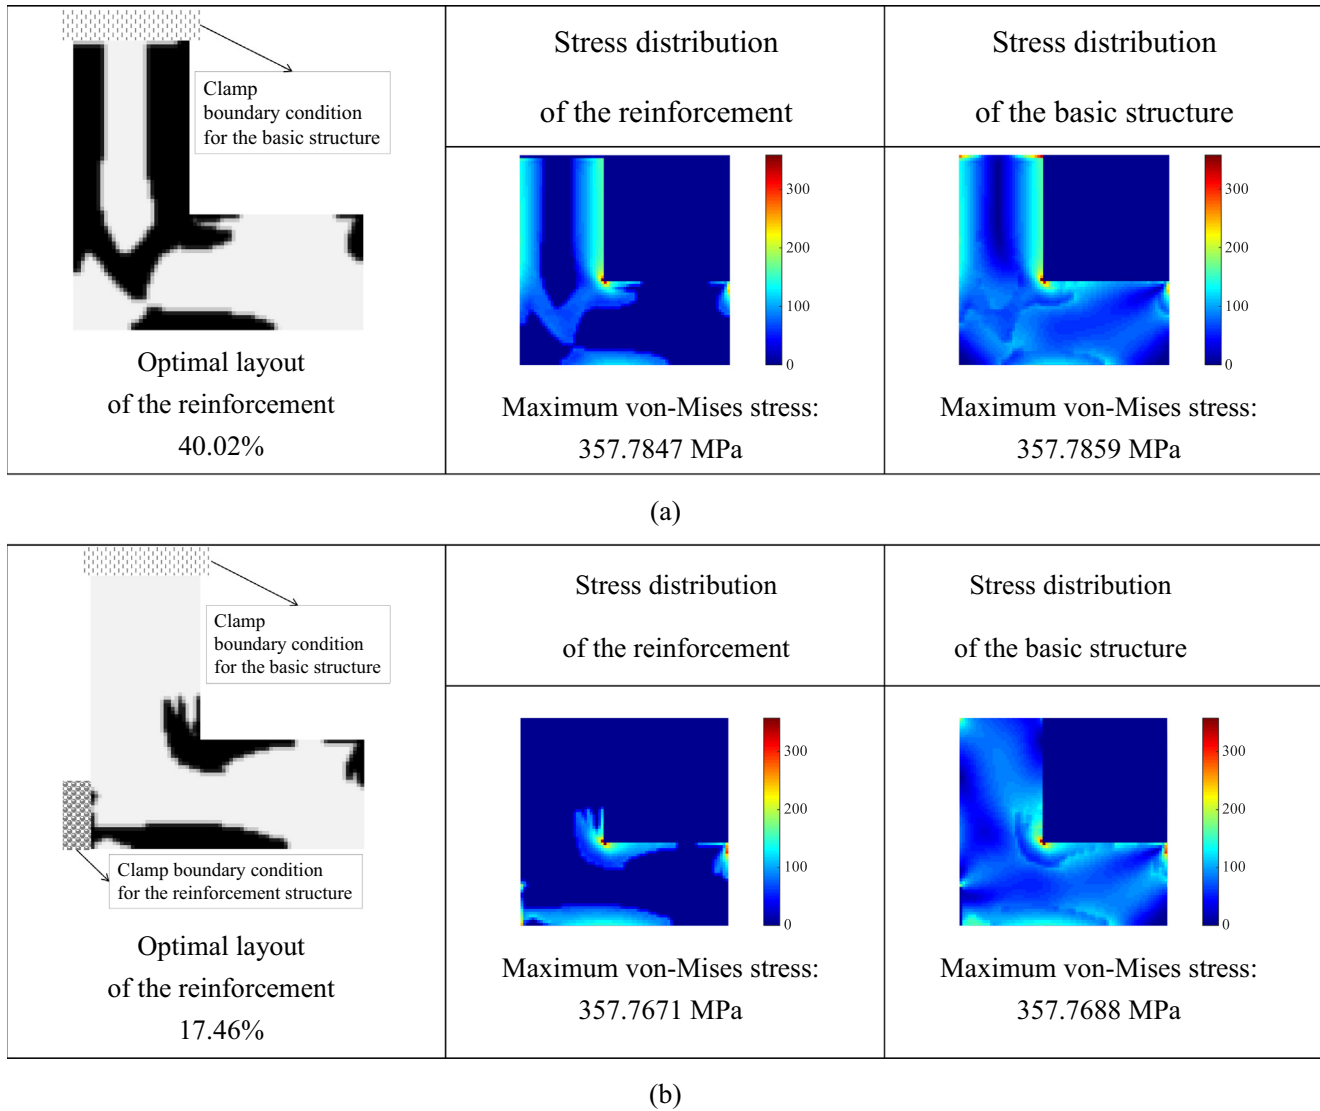 Clamp
boundary condition
for the basic structure
Optimal layout
of the reinforcement
40.02%
Stress distribution
of the reinforcement
300
200
100
0
Maximum von-Mises stress:
357.7847 MPa
Stress distribution
of the basic structure
300
200
100
0
Maximum von-Mises stress:
357.7859 MPa
(a)
Clamp
boundary condition
for the basic structure
Clamp boundary condition
for the reinforcement structure
Optimal layout
of the reinforcement
17.46%
Stress distribution
of the reinforcement
300
200
100
0
Maximum von-Mises stress:
357.7671 MPa
Stress distribution
of the basic structure
300
200
100
0
Maximum von-Mises stress:
357.7688 MPa
(b)